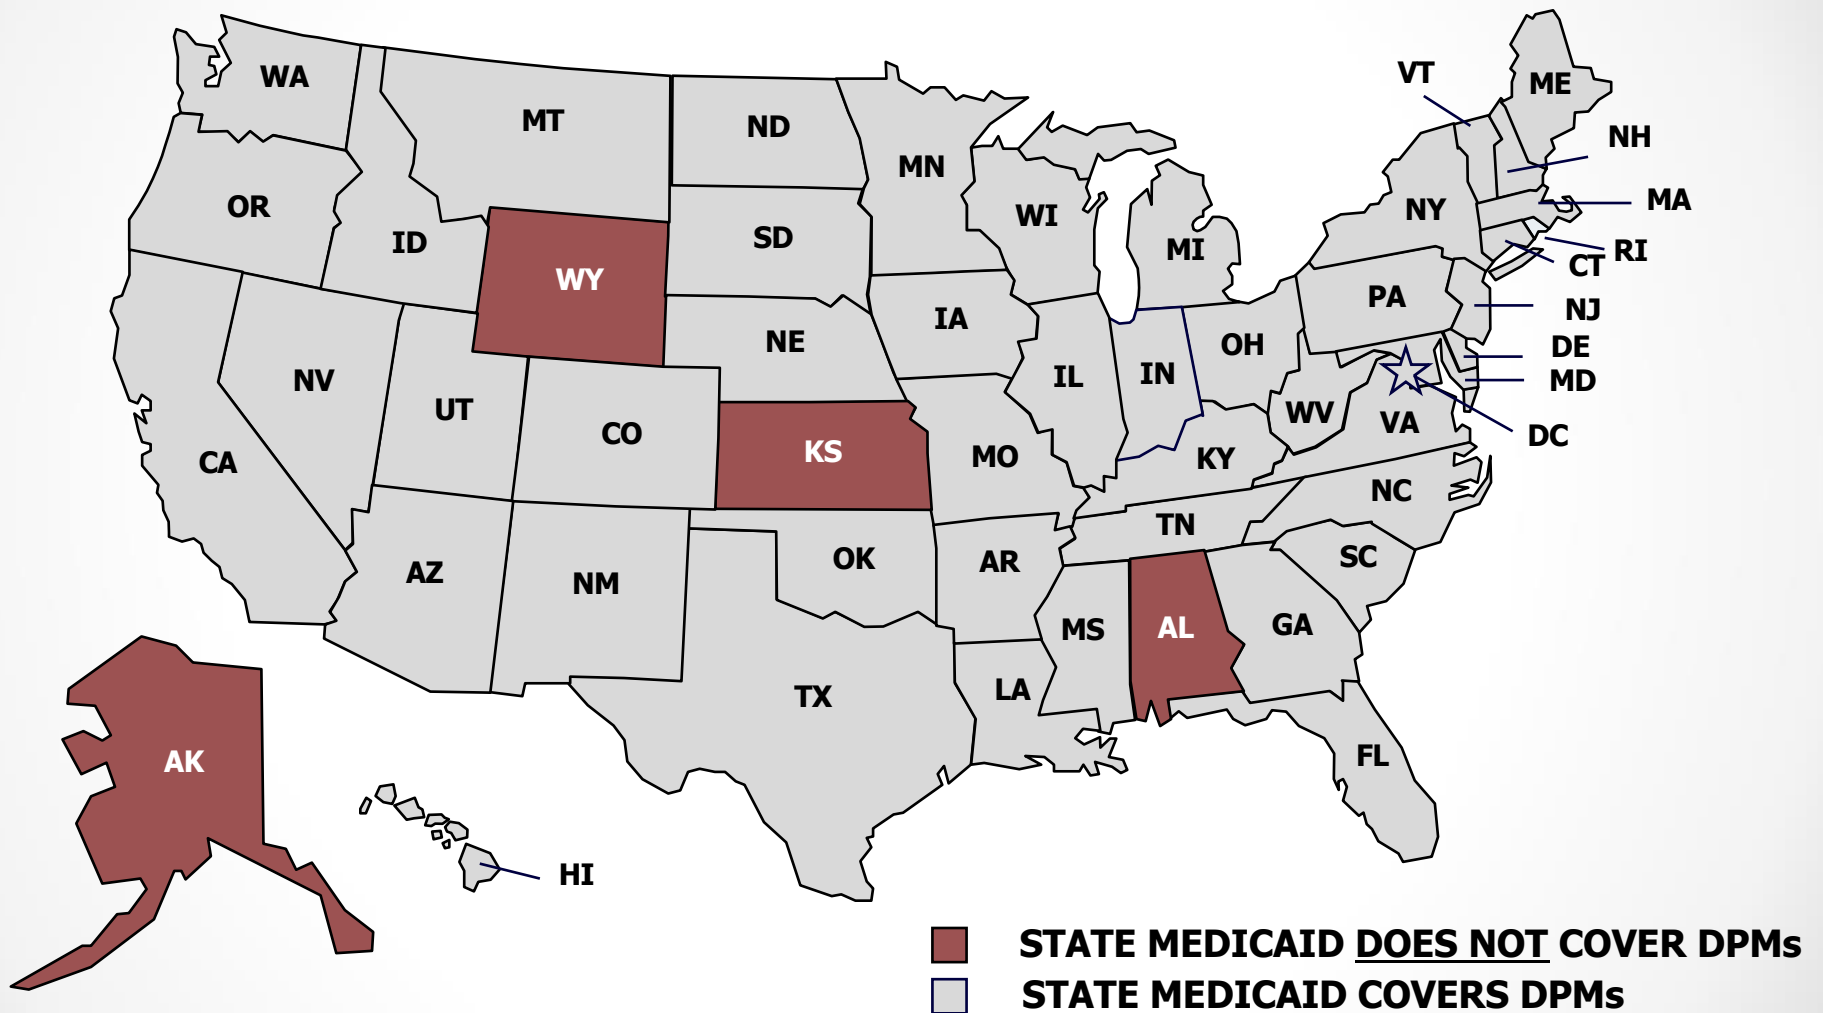 WA
MT
ND
MN
VT
ME
NH
OR
ID
WY
SD
WI
MI
NY
MA
RI
CT
NV
UT
NE
IA
IL
IN
OH
PA
NJ
DE
MD
CA
CO
KS
MO
KY
WV
VA
DC
AZ
NM
OK
AR
TN
NC
SC
TX
LA
MS
AL
GA
FL
AK
HI
STATE MEDICAID DOES NOT COVER DPMs
STATE MEDICAID COVERS DPMs